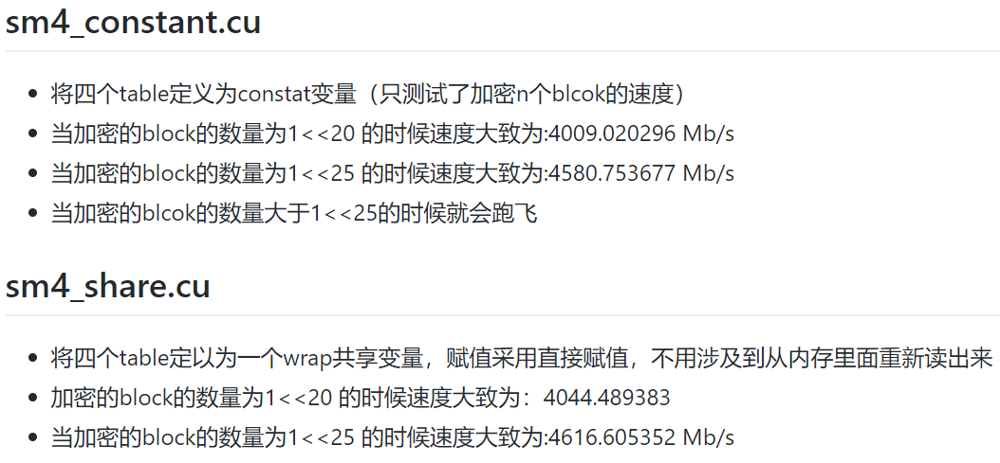 sm4_constant.cu
将四个table定义为constat变量（只测试了加密n个blcok的速度）
当加密的block的数量为1<<20 的时候速度大致为:4009.020296 Mb/s
当加密的block的数量为1<<25 的时候速度大致为:4580.753677 Mb/s
当加密的blcok的数量大于1<<25的时候就会跑飞
sm4_share.cu
将四个table定以为一个wrap共享变量，赋值采用直接赋值，不用涉及到从内存里面重新读出来
加密的block的数量为1<<20 的时候速度大致为：4044.489383
当加密的block的数量为1<<25 的时候速度大致为:4616.605352 Mb/s